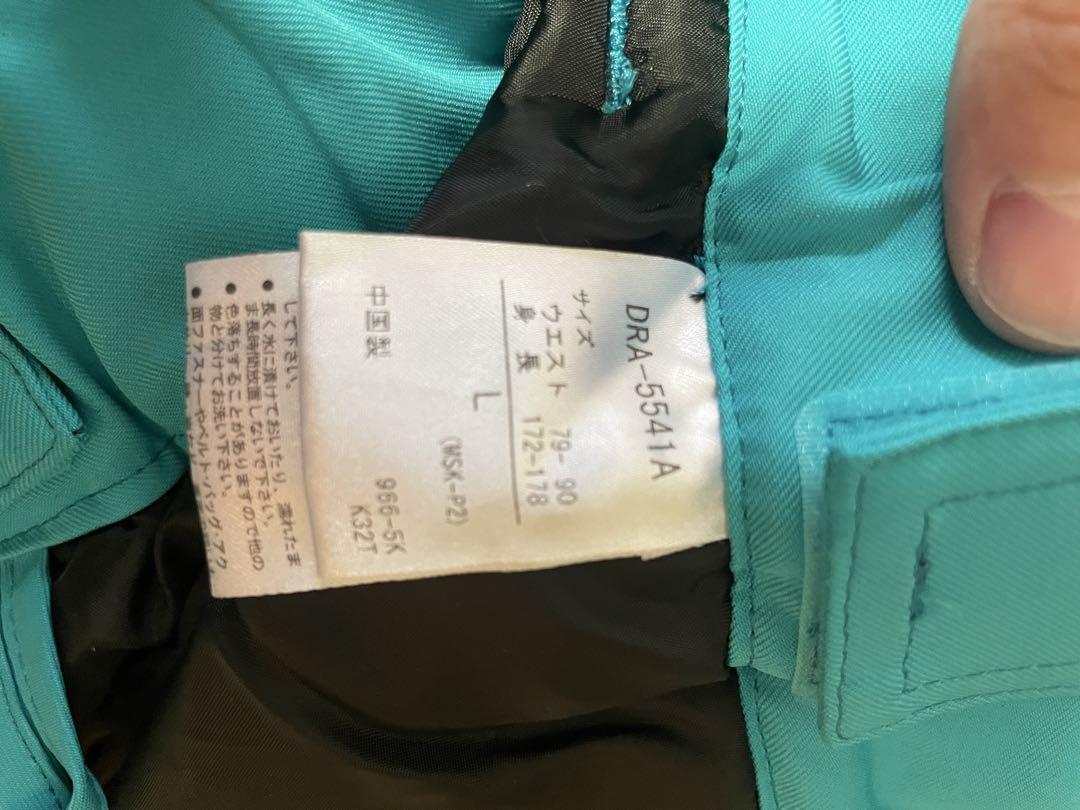 DRA-5541A
サイズ
ウエスト 79-90
身長 172-178
L
(MSK-P2)
中国製
966-5K
K32T
して下さい。
● 長く水に漬けておいたり、濡れたま
ま長時間放置しないで下さい。
● 色落ちすることがありますので他の
物と分けてお洗い下さい。
● 面ファスナーやベルト・バッグ・アク